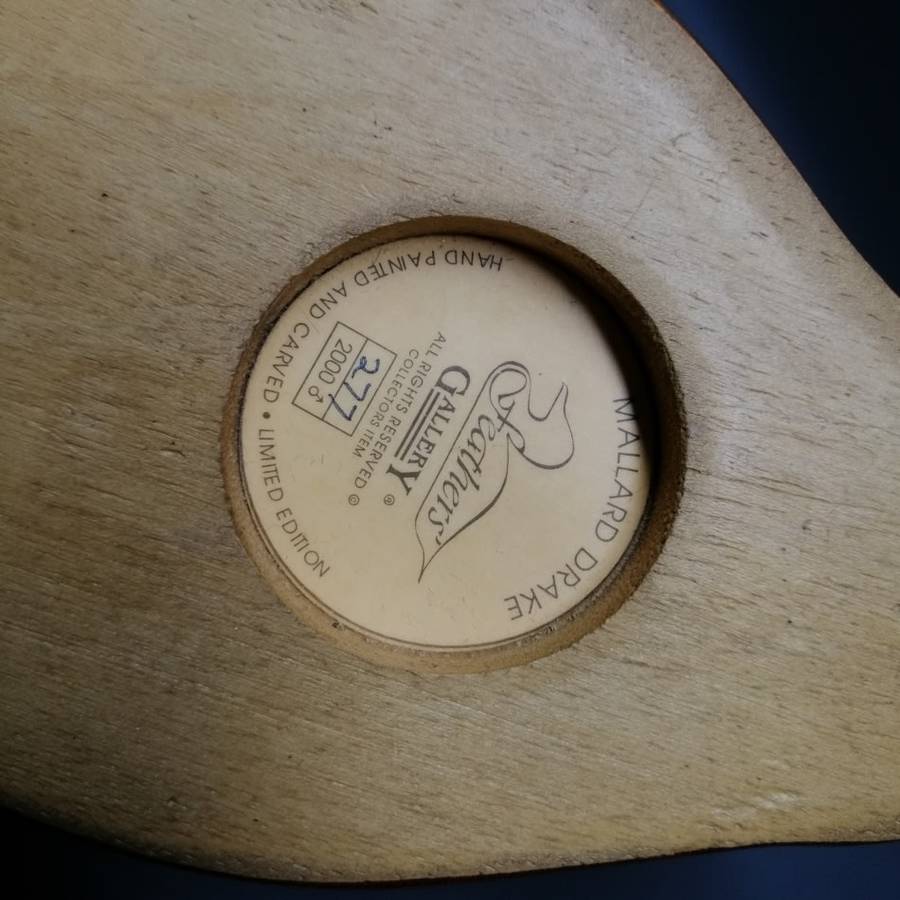 MALLARD DRAKE
Feathers'
GALLERY ®
ALL RIGHTS RESERVED ©
COLLECTORS ITEM
277
2000 ♂
HAND PAINTED AND CARVED • LIMITED EDITION